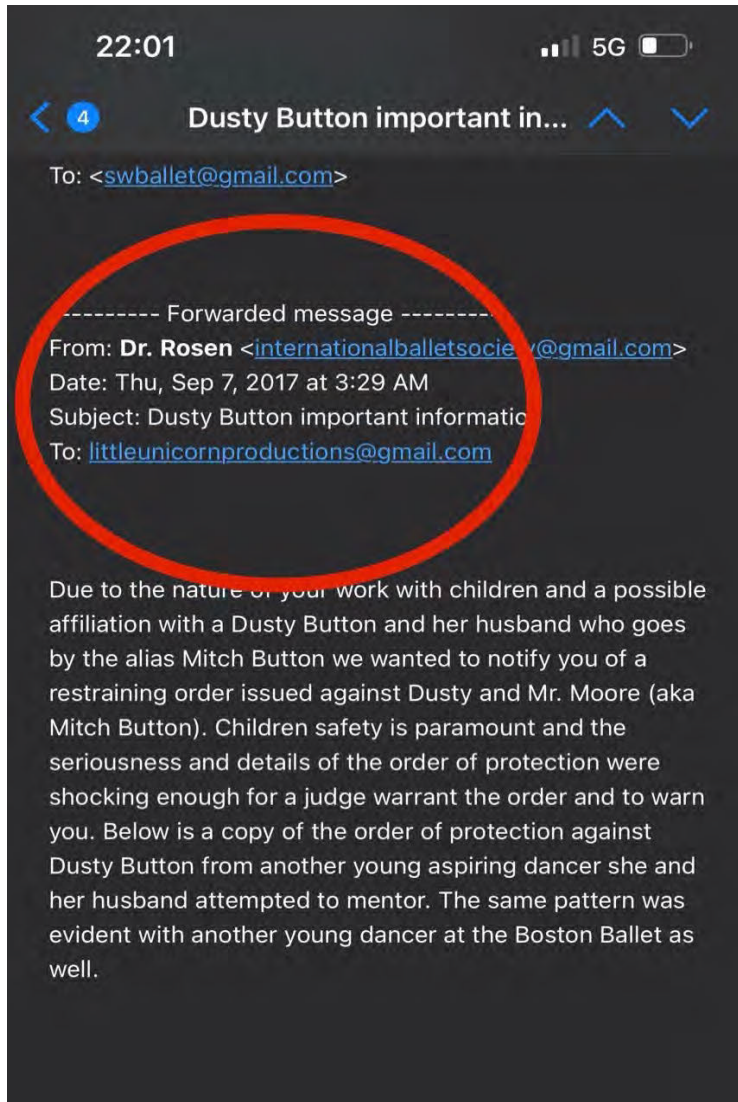 22:01 5G
4 Dusty Button important in...
To: <swballet@gmail.com>
--------- Forwarded message --------
From: Dr. Rosen <internationalballetsociety@gmail.com>
Date: Thu, Sep 7, 2017 at 3:29 AM
Subject: Dusty Button important informatio
To: littleunicornproductions@gmail.com
Due to the nature of your work with children and a possible
affiliation with a Dusty Button and her husband who goes
by the alias Mitch Button we wanted to notify you of a
restraining order issued against Dusty and Mr. Moore (aka
Mitch Button). Children safety is paramount and the
seriousness and details of the order of protection were
shocking enough for a judge warrant the order and to warn
you. Below is a copy of the order of protection against
Dusty Button from another young aspiring dancer she and
her husband attempted to mentor. The same pattern was
evident with another young dancer at the Boston Ballet as
well.